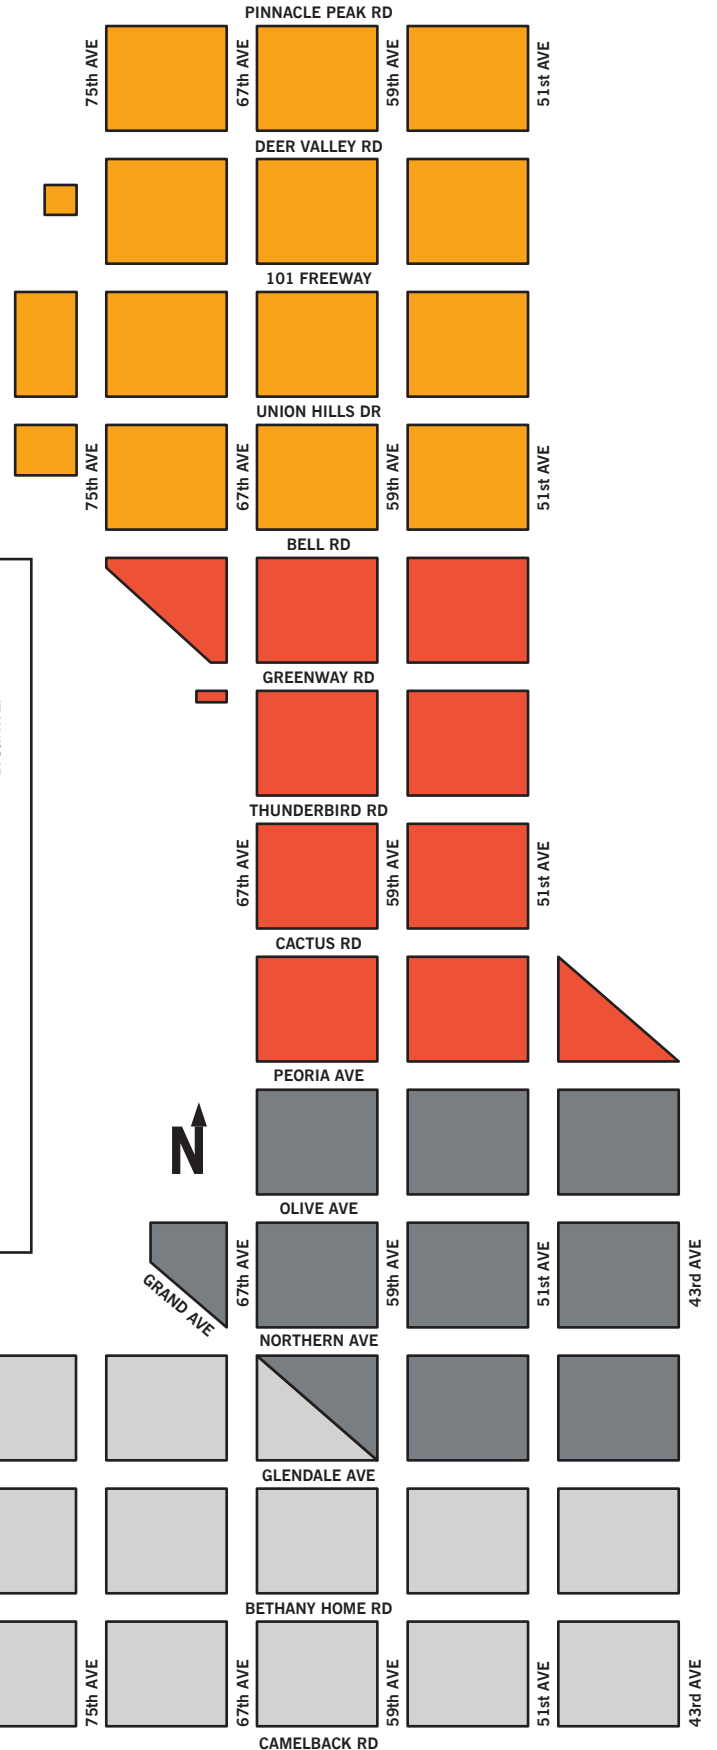 PINNACLE PEAK RD
75th AVE
67th AVE
59th AVE
51st AVE
DEER VALLEY RD
101 FREEWAY
UNION HILLS DR
75th AVE
67th AVE
59th AVE
51st AVE
BELL RD
GREENWAY RD
THUNDERBIRD RD
67th AVE
59th AVE
51st AVE
CACTUS RD
PEORIA AVE
N
OLIVE AVE
GRAND AVE
67th AVE
59th AVE
51st AVE
43rd AVE
NORTHERN AVE
GLENDALE AVE
BETHANY HOME RD
75th AVE
67th AVE
59th AVE
51st AVE
43rd AVE
CAMELBACK RD